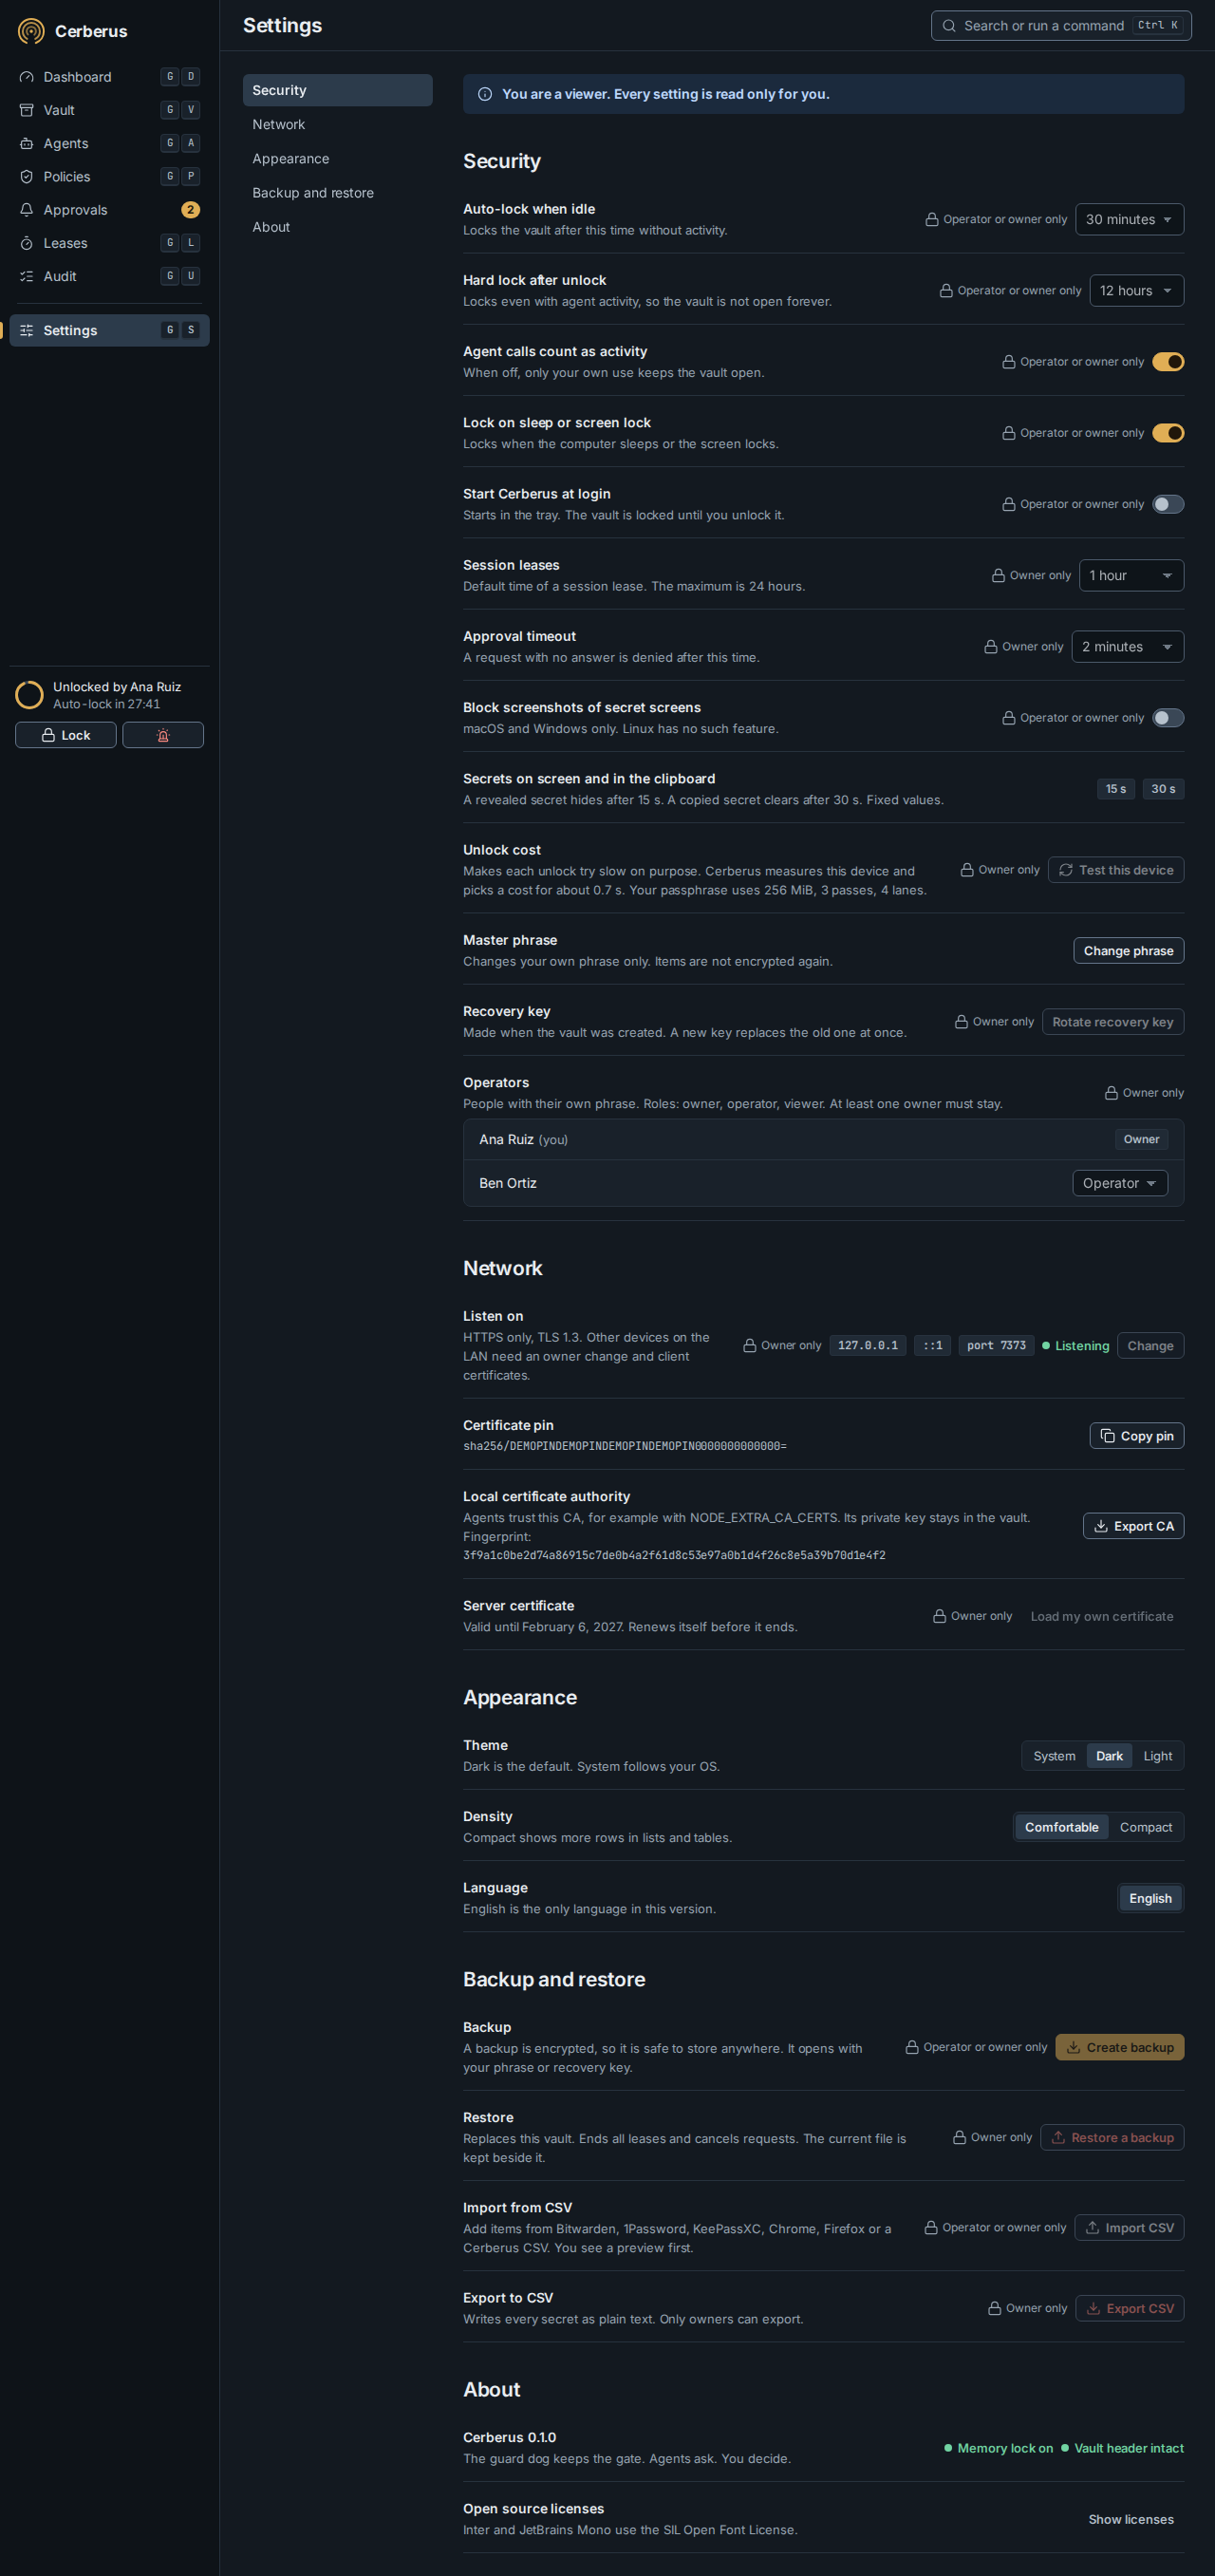 Cerberus
Dashboard G D
Vault G V
Agents G A
Policies G P
Approvals 2
Leases G L
Audit G U
Settings G S
Unlocked by Ana Ruiz
Auto-lock in 27:41
Lock
Settings
Search or run a command Ctrl K
Security
Network
Appearance
Backup and restore
About
You are a viewer. Every setting is read only for you.
Security
Auto-lock when idle
Locks the vault after this time without activity.
Operator or owner only 30 minutes
Hard lock after unlock
Locks even with agent activity, so the vault is not open forever.
Operator or owner only 12 hours
Agent calls count as activity
When off, only your own use keeps the vault open.
Operator or owner only
Lock on sleep or screen lock
Locks when the computer sleeps or the screen locks.
Operator or owner only
Start Cerberus at login
Starts in the tray. The vault is locked until you unlock it.
Operator or owner only
Session leases
Default time of a session lease. The maximum is 24 hours.
Owner only 1 hour
Approval timeout
A request with no answer is denied after this time.
Owner only 2 minutes
Block screenshots of secret screens
macOS and Windows only. Linux has no such feature.
Operator or owner only
Secrets on screen and in the clipboard
A revealed secret hides after 15 s. A copied secret clears after 30 s. Fixed values.
15 s 30 s
Unlock cost
Makes each unlock try slow on purpose. Cerberus measures this device and
picks a cost for about 0.7 s. Your passphrase uses 256 MiB, 3 passes, 4 lanes.
Owner only Test this device
Master phrase
Changes your own phrase only. Items are not encrypted again.
Change phrase
Recovery key
Made when the vault was created. A new key replaces the old one at once.
Owner only Rotate recovery key
Operators
People with their own phrase. Roles: owner, operator, viewer. At least one owner must stay.
Owner only
Ana Ruiz (you) Owner
Ben Ortiz Operator
Network
Listen on
HTTPS only, TLS 1.3. Other devices on the
LAN need an owner change and client
certificates.
Owner only 127.0.0.1 ::1 port 7373 Listening Change
Certificate pin
sha256/DEMOPINDEMOPINDEMOPINDEMOPIN0000000000000=
Copy pin
Local certificate authority
Agents trust this CA, for example with NODE_EXTRA_CA_CERTS. Its private key stays in the vault.
Fingerprint:
3f9a1c0be2d74a86915c7de0b4a2f61d8c53e97a0b1d4f26c8e5a39b70d1e4f2
Export CA
Server certificate
Valid until February 6, 2027. Renews itself before it ends.
Owner only Load my own certificate
Appearance
Theme
Dark is the default. System follows your OS.
System Dark Light
Density
Compact shows more rows in lists and tables.
Comfortable Compact
Language
English is the only language in this version.
English
Backup and restore
Backup
A backup is encrypted, so it is safe to store anywhere. It opens with
your phrase or recovery key.
Operator or owner only Create backup
Restore
Replaces this vault. Ends all leases and cancels requests. The current file is
kept beside it.
Owner only Restore a backup
Import from CSV
Add items from Bitwarden, 1Password, KeePassXC, Chrome, Firefox or a
Cerberus CSV. You see a preview first.
Operator or owner only Import CSV
Export to CSV
Writes every secret as plain text. Only owners can export.
Owner only Export CSV
About
Cerberus 0.1.0
The guard dog keeps the gate. Agents ask. You decide.
Memory lock on Vault header intact
Open source licenses
Inter and JetBrains Mono use the SIL Open Font License.
Show licenses